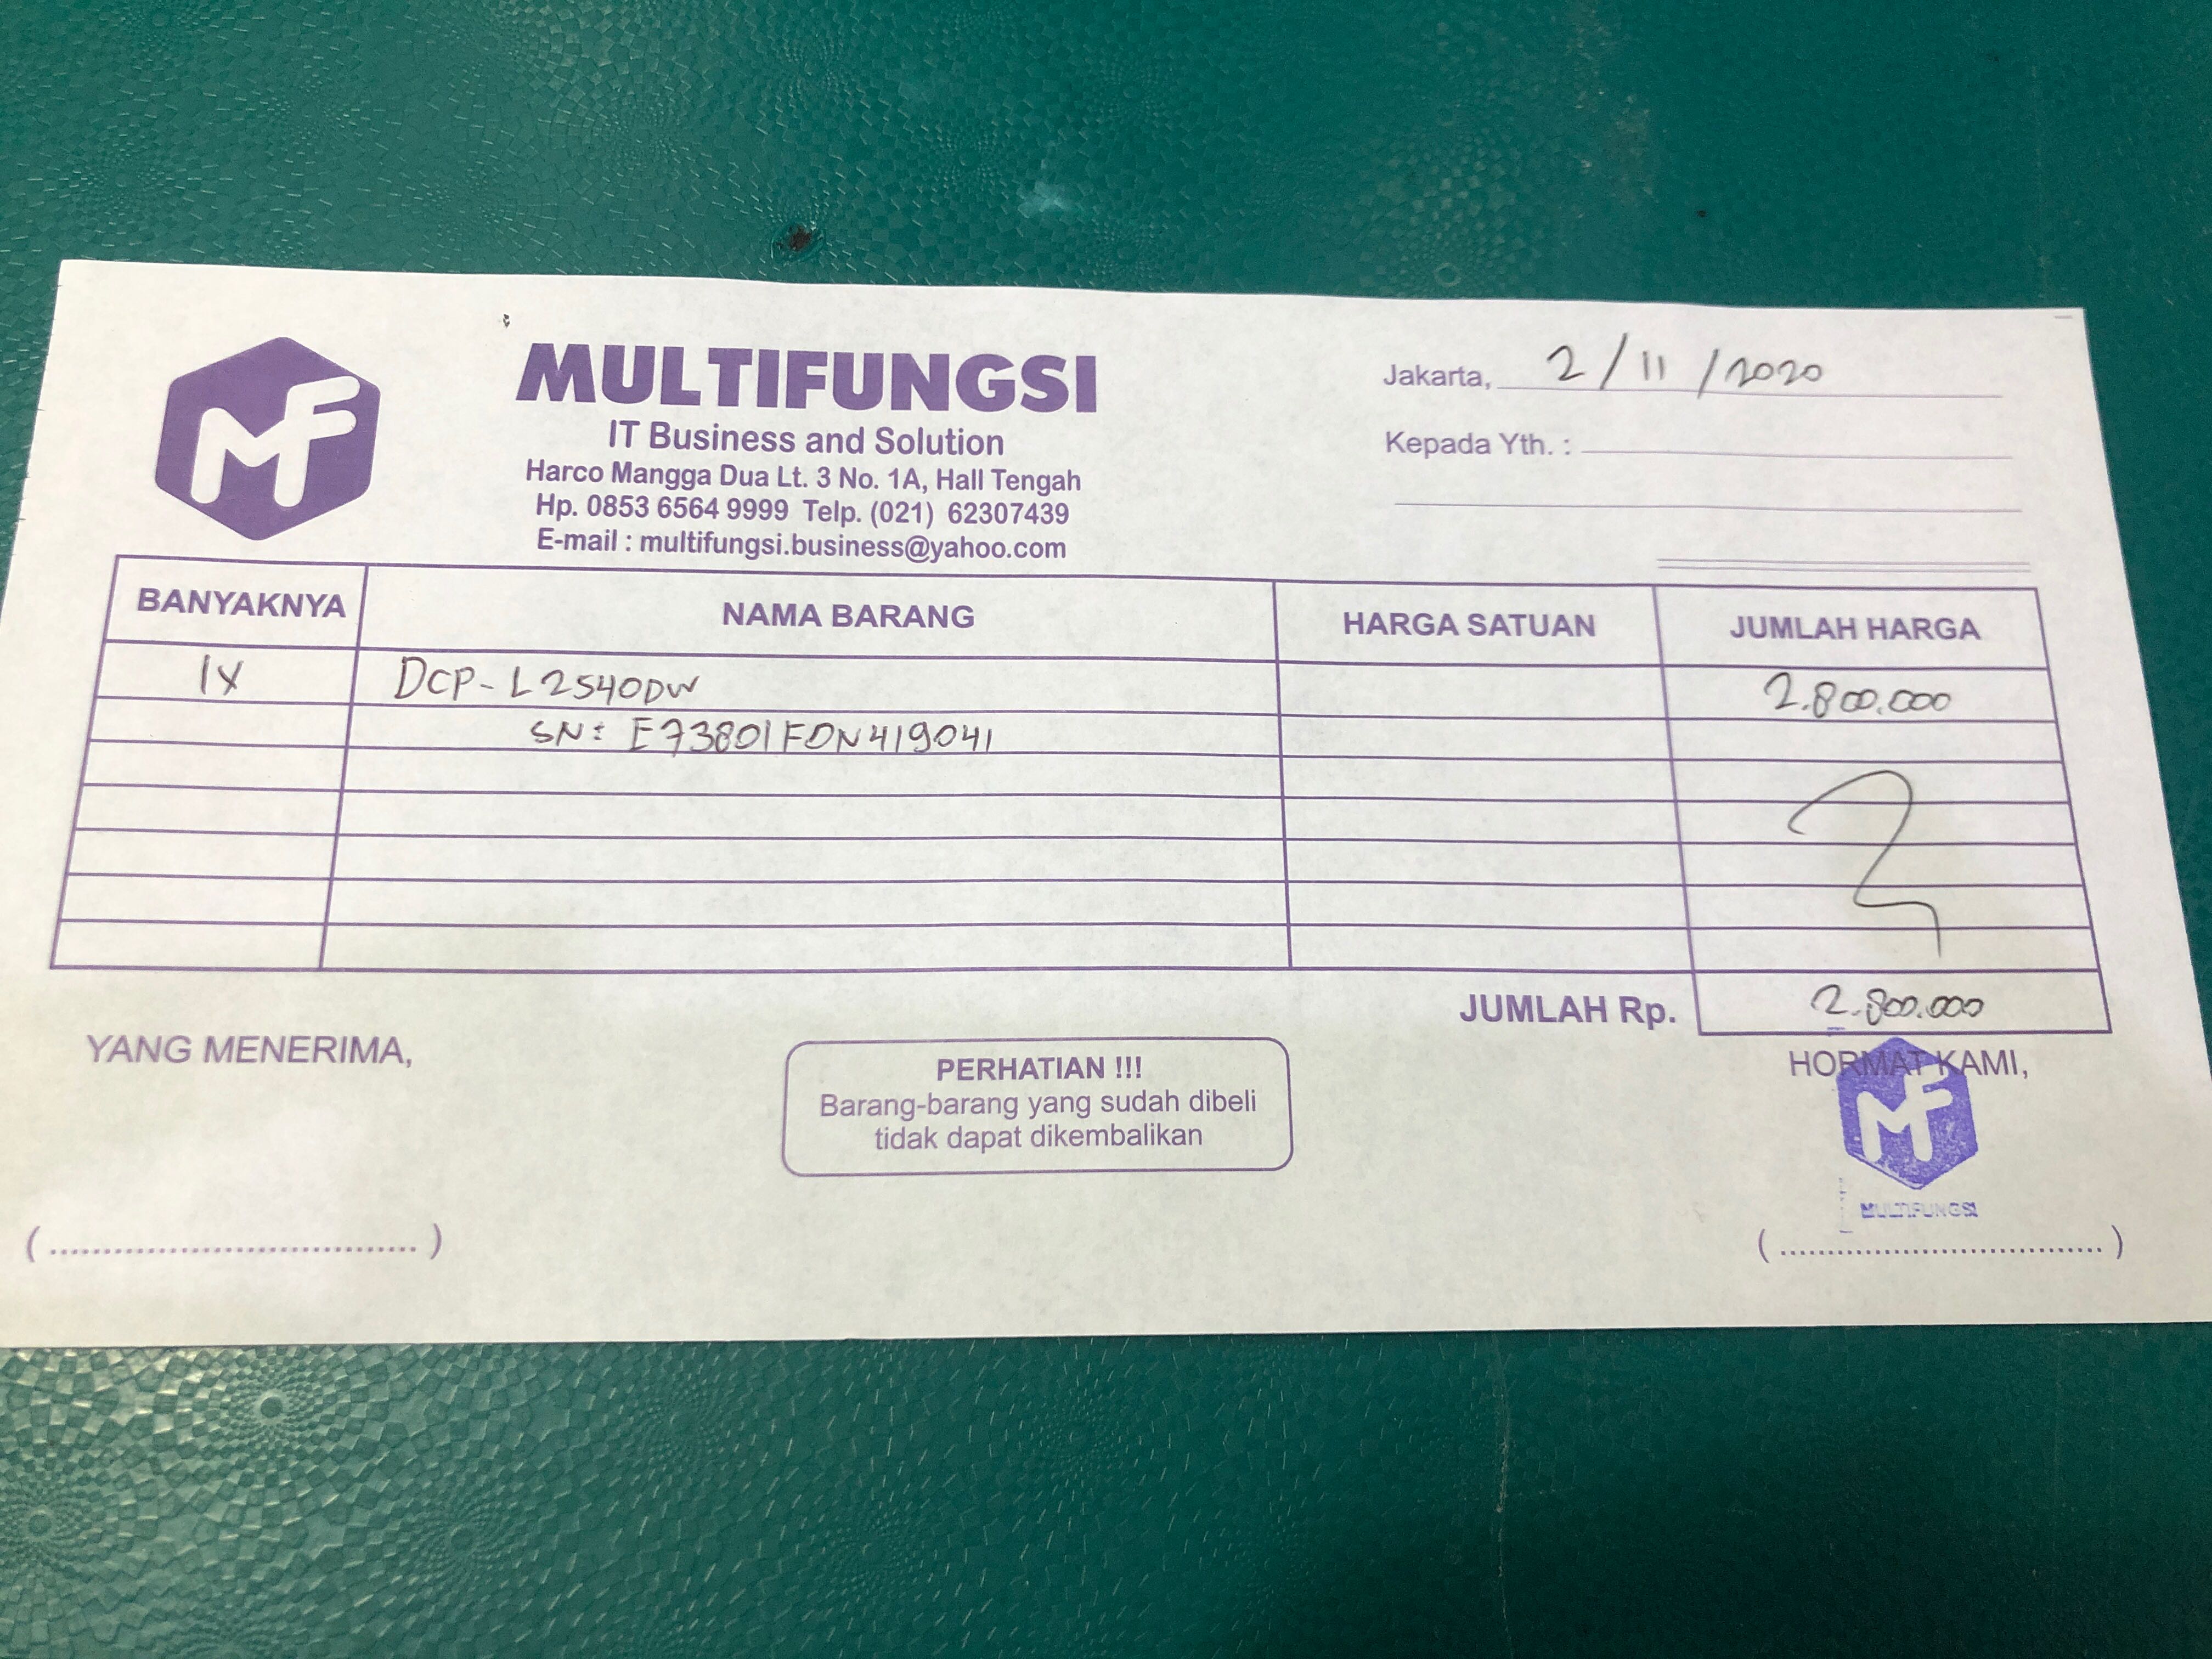 MF
MULTIFUNGSI
IT Business and Solution
Harco Mangga Dua Lt. 3 No. 1A, Hall Tengah
Hp. 0853 6564 9999 Telp. (021) 62307439
E-mail : multifungsi.business@yahoo.com
Jakarta, 2/11/2020
Kepada Yth. :
BANYAKNYA NAMA BARANG HARGA SATUAN JUMLAH HARGA
1X DCP-L2540DW 2.800.000
SN: E73801FDN419041
JUMLAH Rp. 2.800.000
YANG MENERIMA,
PERHATIAN !!!
Barang-barang yang sudah dibeli
tidak dapat dikembalikan
HORMAT KAMI,
MF
MULTIFUNGSI
(....................................)
(....................................)